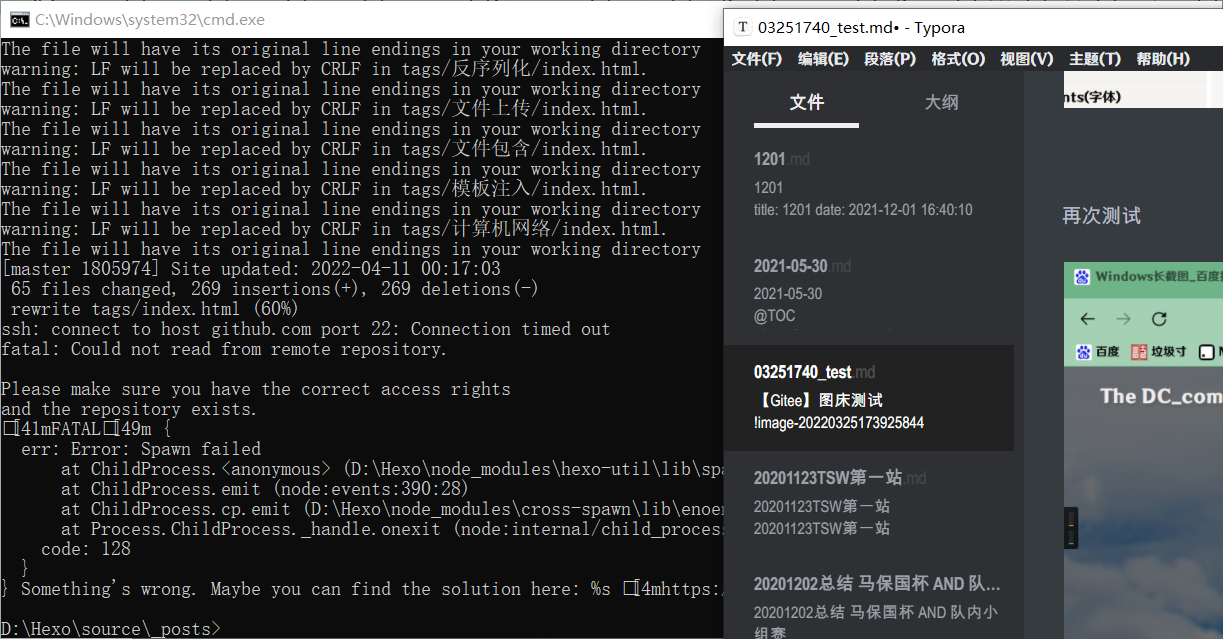 C:\Windows\system32\cmd.exe
The file will have its original line endings in your working directory
warning: LF will be replaced by CRLF in tags/反序列化/index.html.
The file will have its original line endings in your working directory
warning: LF will be replaced by CRLF in tags/文件上传/index.html.
The file will have its original line endings in your working directory
warning: LF will be replaced by CRLF in tags/文件包含/index.html.
The file will have its original line endings in your working directory
warning: LF will be replaced by CRLF in tags/模板注入/index.html.
The file will have its original line endings in your working directory
warning: LF will be replaced by CRLF in tags/计算机网络/index.html.
The file will have its original line endings in your working directory
[master 1805974] Site updated: 2022-04-11 00:17:03
65 files changed, 269 insertions(+), 269 deletions(-)
rewrite tags/index.html (60%)
ssh: connect to host github.com port 22: Connection timed out
fatal: Could not read from remote repository.
Please make sure you have the correct access rights
and the repository exists.
[41mFATAL[49m {
err: Error: Spawn failed
at ChildProcess.<anonymous> (D:\Hexo\node_modules\hexo-util\lib\spa
at ChildProcess.emit (node:events:390:28)
at ChildProcess.cp.emit (D:\Hexo\node_modules\cross-spawn\lib\enoen
at Process.ChildProcess._handle.onexit (node:internal/child_process
code: 128
}
} Something's wrong. Maybe you can find the solution here: %s [4mhttps:/
D:\Hexo\source\_posts>
T 03251740_test.md• - Typora
文件(F) 编辑(E) 段落(P) 格式(O) 视图(V) 主题(T) 帮助(H)
文件 大纲
1201.md
1201
title: 1201 date: 2021-12-01 16:40:10
2021-05-30.md
2021-05-30
@TOC
03251740_test.md
【Gitee】图床测试
!image-20220325173925844
20201123TSW第一站.md
20201123TSW第一站
20201123TSW第一站
20201202总结 马保国杯 AND 队...
20201202总结 马保国杯 AND 队内小
组赛
nts(字体)
再次测试
Windows长截图_百度
百度 垃圾寸
The DC_com